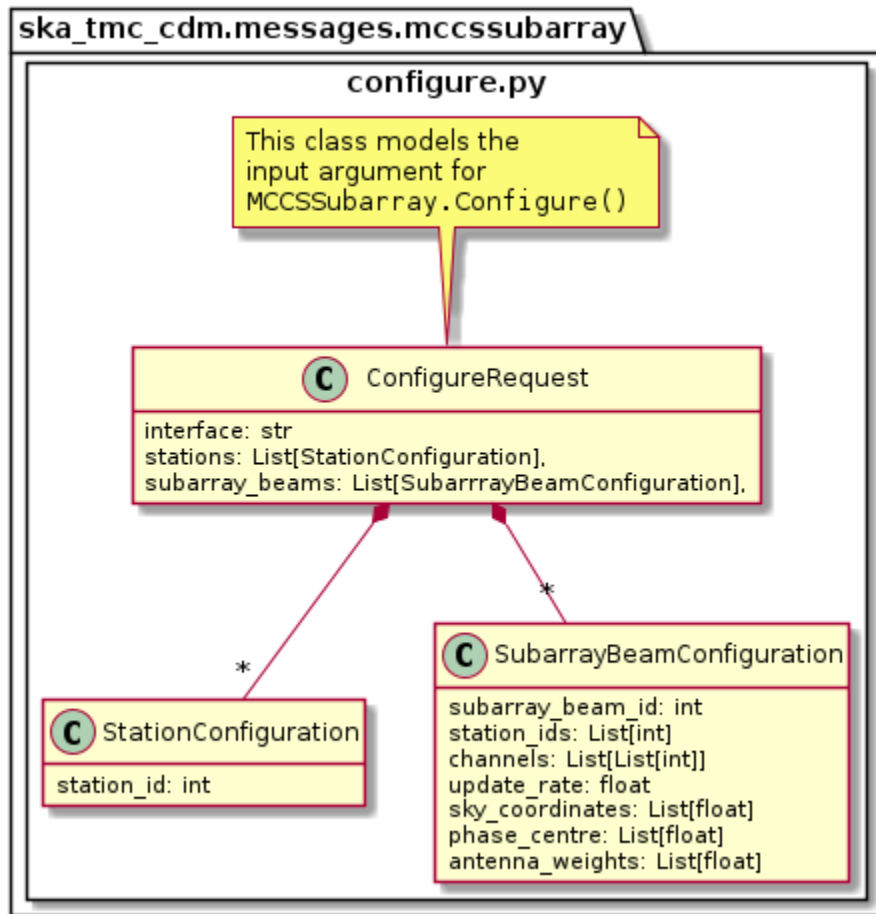 ska_tmc_cdm.messages.mccssubarray
configure.py
This class models the
input argument for
MCCSSubarray.Configure()
C ConfigureRequest
interface: str
stations: List[StationConfiguration],
subarray_beams: List[SubarrrayBeamConfiguration],
*
*
C SubarrayBeamConfiguration
subarray_beam_id: int
station_ids: List[int]
channels: List[List[int]]
update_rate: float
sky_coordinates: List[float]
phase_centre: List[float]
antenna_weights: List[float]
C StationConfiguration
station_id: int